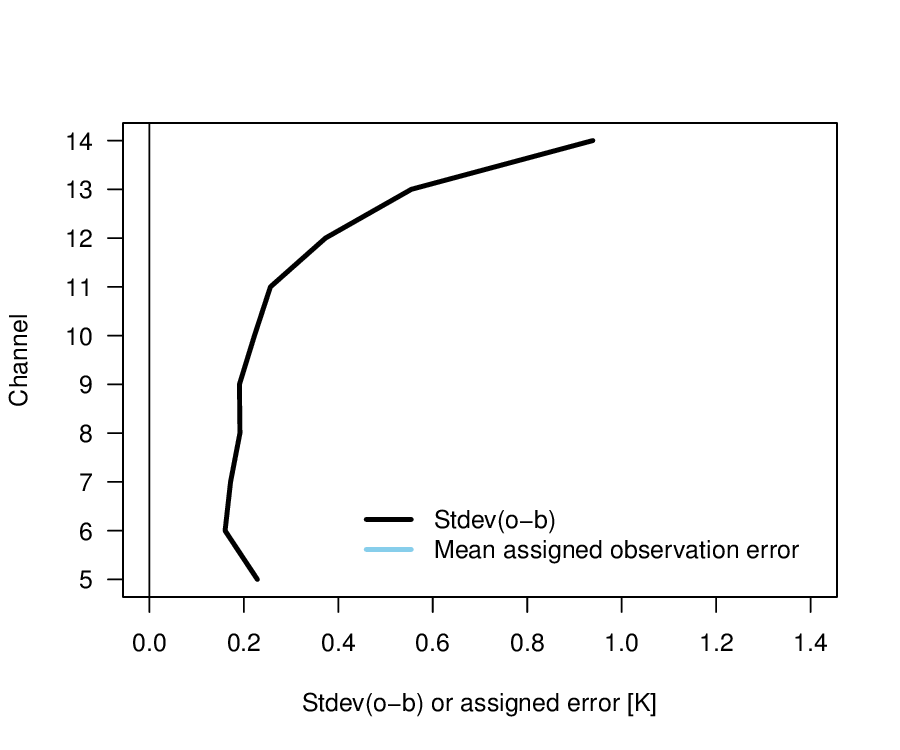 14
13
12
11
10
9
8
7
6
5
Channel
Stdev(o−b)
Mean assigned observation error
0.0 0.2 0.4 0.6 0.8 1.0 1.2 1.4
Stdev(o−b) or assigned error [K]